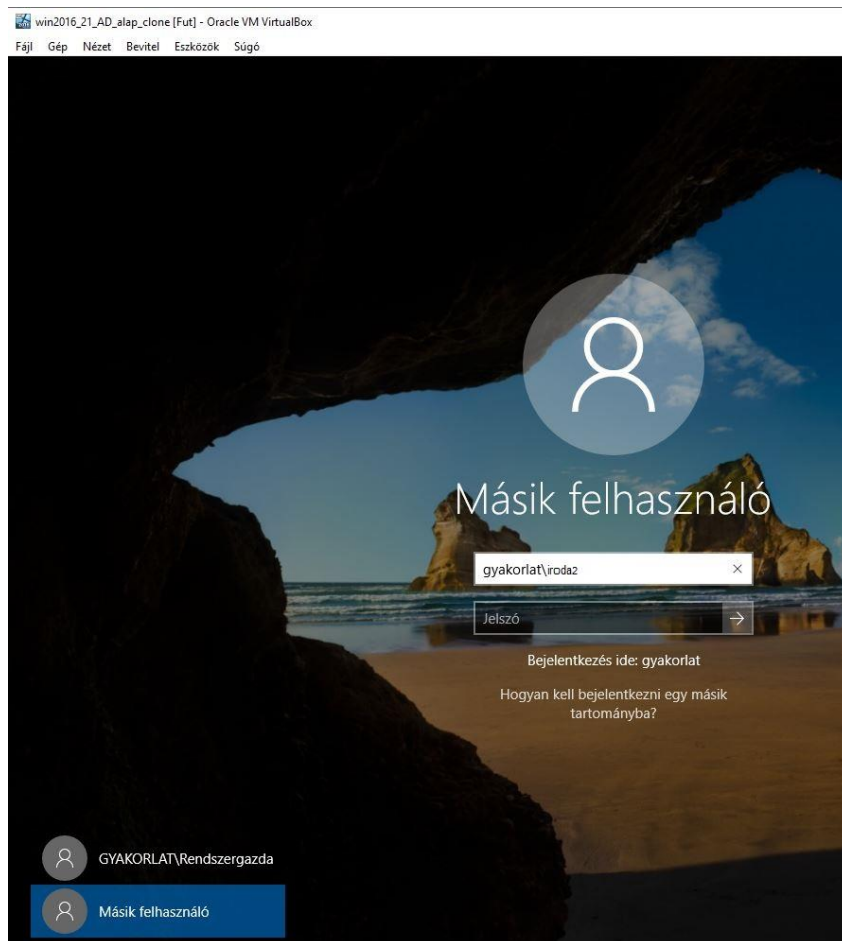 win2016_21_AD_alap_clone [Fut] - Oracle VM VirtualBox
Fájl Gép Nézet Bevitel Eszközök Súgó
Másik felhasználó
gyakorlat\iroda2
Jelszó
Bejelentkezés ide: gyakorlat
Hogyan kell bejelentkezni egy másik
tartományba?
GYAKORLAT\Rendszergazda
Másik felhasználó